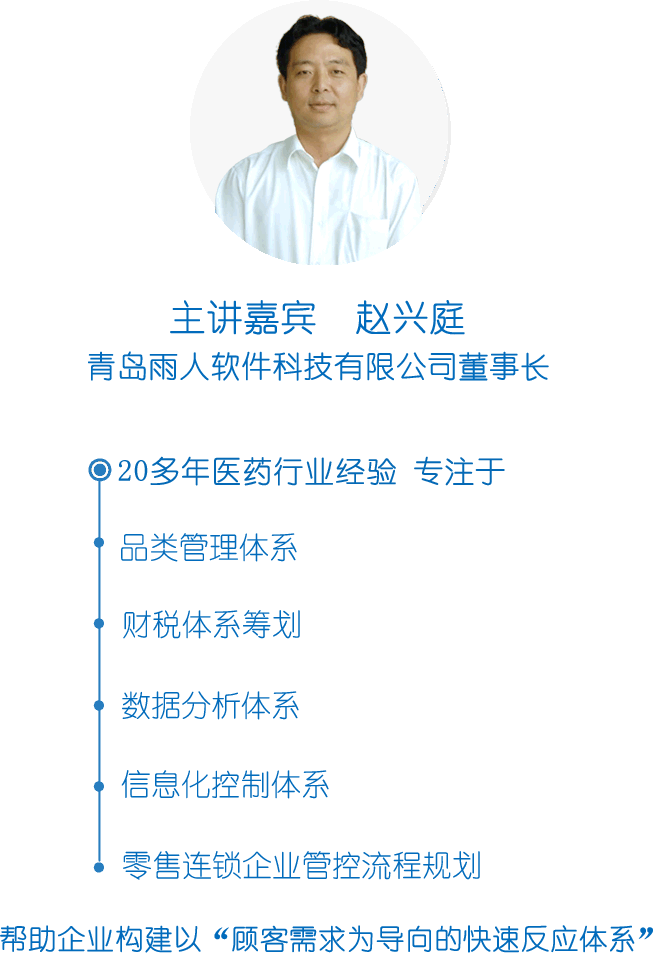 主讲嘉宾 赵兴庭
青岛雨人软件科技有限公司董事长
20多年医药行业经验 专注于
品类管理体系
财税体系筹划
数据分析体系
信息化控制体系
零售连锁企业管控流程规划
帮助企业构建以“顾客需求为导向的快速反应体系”